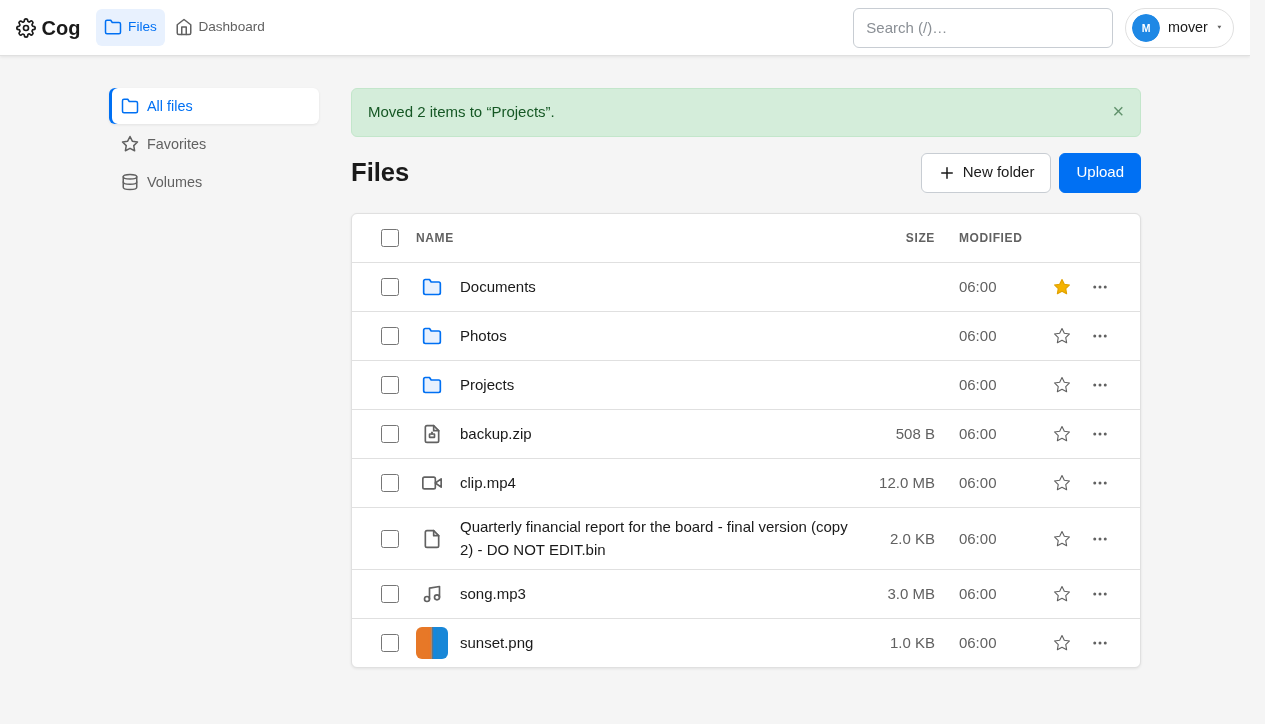 Cog
Files
Dashboard
Search (/)…
M
mover
All files
Favorites
Volumes
Moved 2 items to “Projects”.
Files
New folder
Upload
NAME SIZE MODIFIED
Documents 06:00
Photos 06:00
Projects 06:00
backup.zip 508 B 06:00
clip.mp4 12.0 MB 06:00
Quarterly financial report for the board - final version (copy
2) - DO NOT EDIT.bin 2.0 KB 06:00
song.mp3 3.0 MB 06:00
sunset.png 1.0 KB 06:00